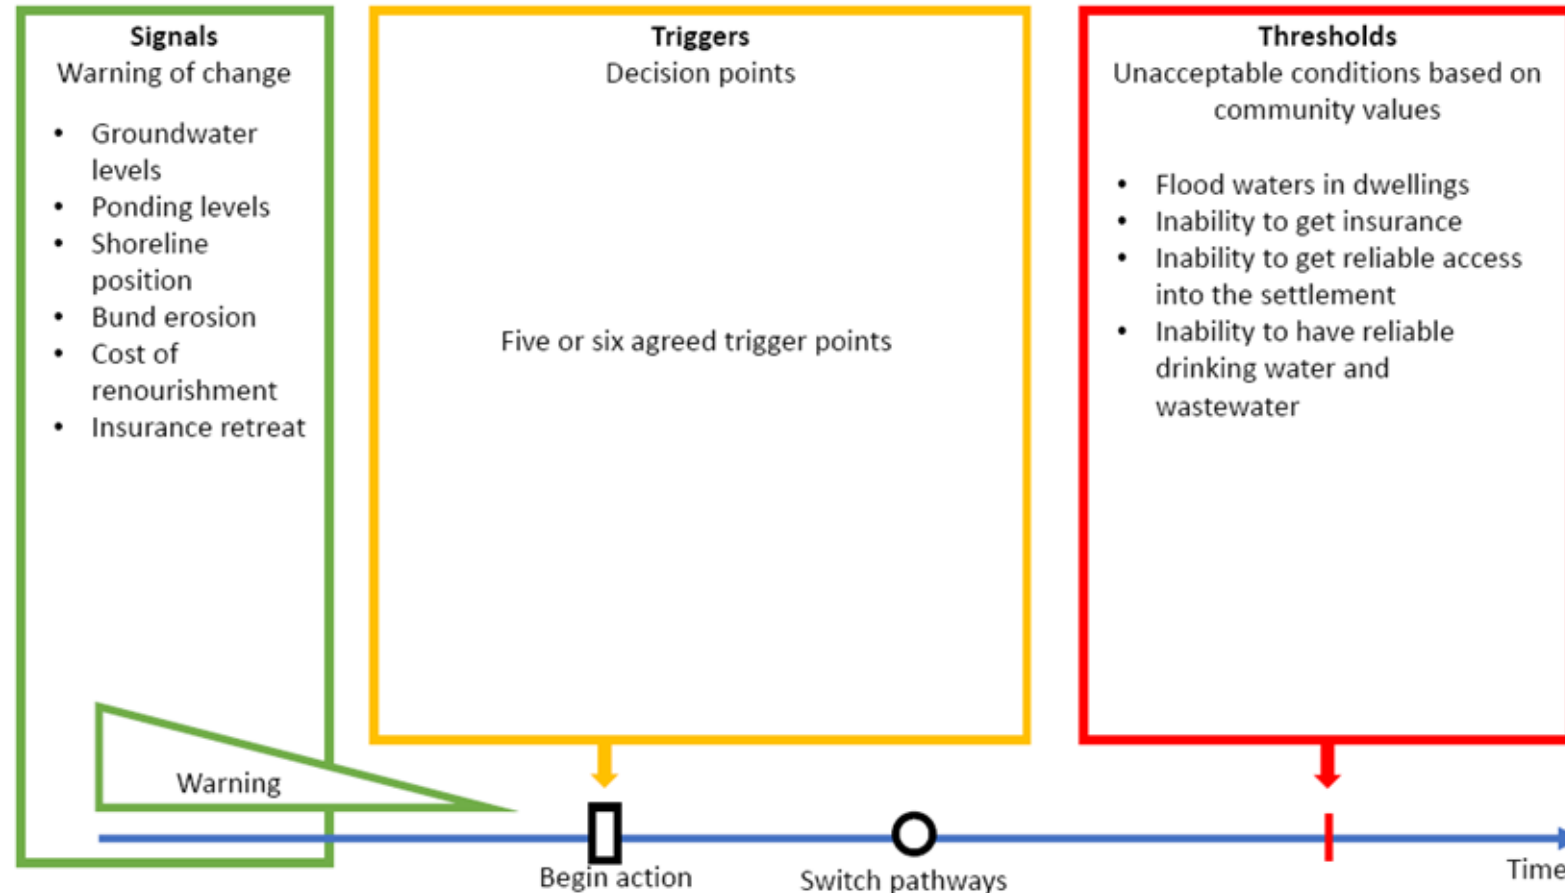 Signals
Warning of change
• Groundwater
levels
• Ponding levels
• Shoreline
position
• Bund erosion
• Cost of
renourishment
• Insurance retreat
Triggers
Decision points
Five or six agreed trigger points
Thresholds
Unacceptable conditions based on
community values
• Flood waters in dwellings
• Inability to get insurance
• Inability to get reliable access
into the settlement
• Inability to have reliable
drinking water and
wastewater
Warning
Begin action
Switch pathways
Time